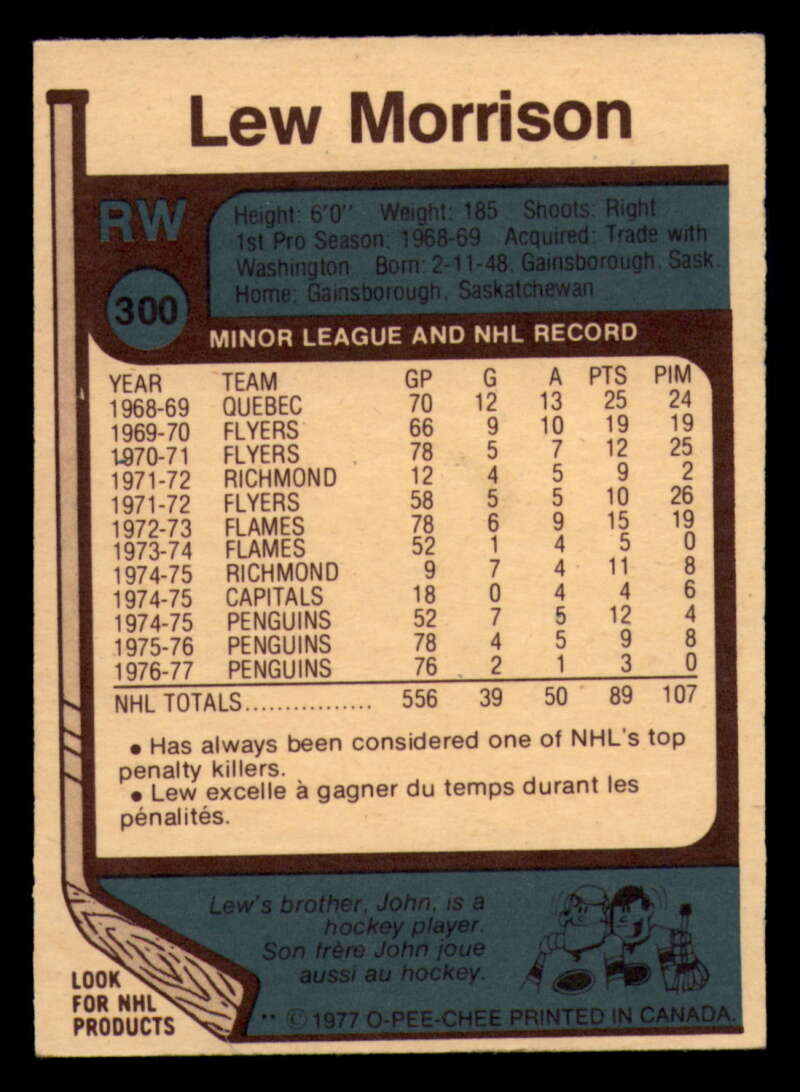 Lew Morrison
RW
300
Height: 6'0" Weight: 185 Shoots: Right
1st Pro Season: 1968-69 Acquired: Trade with
Washington Born: 2-11-48, Gainsborough, Sask.
Home: Gainsborough, Saskatchewan
MINOR LEAGUE AND NHL RECORD
YEAR TEAM GP G A PTS PIM
1968-69 QUEBEC 70 12 13 25 24
1969-70 FLYERS 66 9 10 19 19
1970-71 FLYERS 78 5 7 12 25
1971-72 RICHMOND 12 4 5 9 2
1971-72 FLYERS 58 5 5 10 26
1972-73 FLAMES 78 6 9 15 19
1973-74 FLAMES 52 1 4 5 0
1974-75 RICHMOND 9 7 4 11 8
1974-75 CAPITALS 18 0 4 4 6
1974-75 PENGUINS 52 7 5 12 4
1975-76 PENGUINS 78 4 5 9 8
1976-77 PENGUINS 76 2 1 3 0
NHL TOTALS................ 556 39 50 89 107
• Has always been considered one of NHL's top
penalty killers.
• Lew excelle à gagner du temps durant les
pénalités.
Lew's brother, John, is a
hockey player.
Son frère John joue
aussi au hockey.
LOOK
FOR NHL
PRODUCTS
** © 1977 O-PEE-CHEE PRINTED IN CANADA.